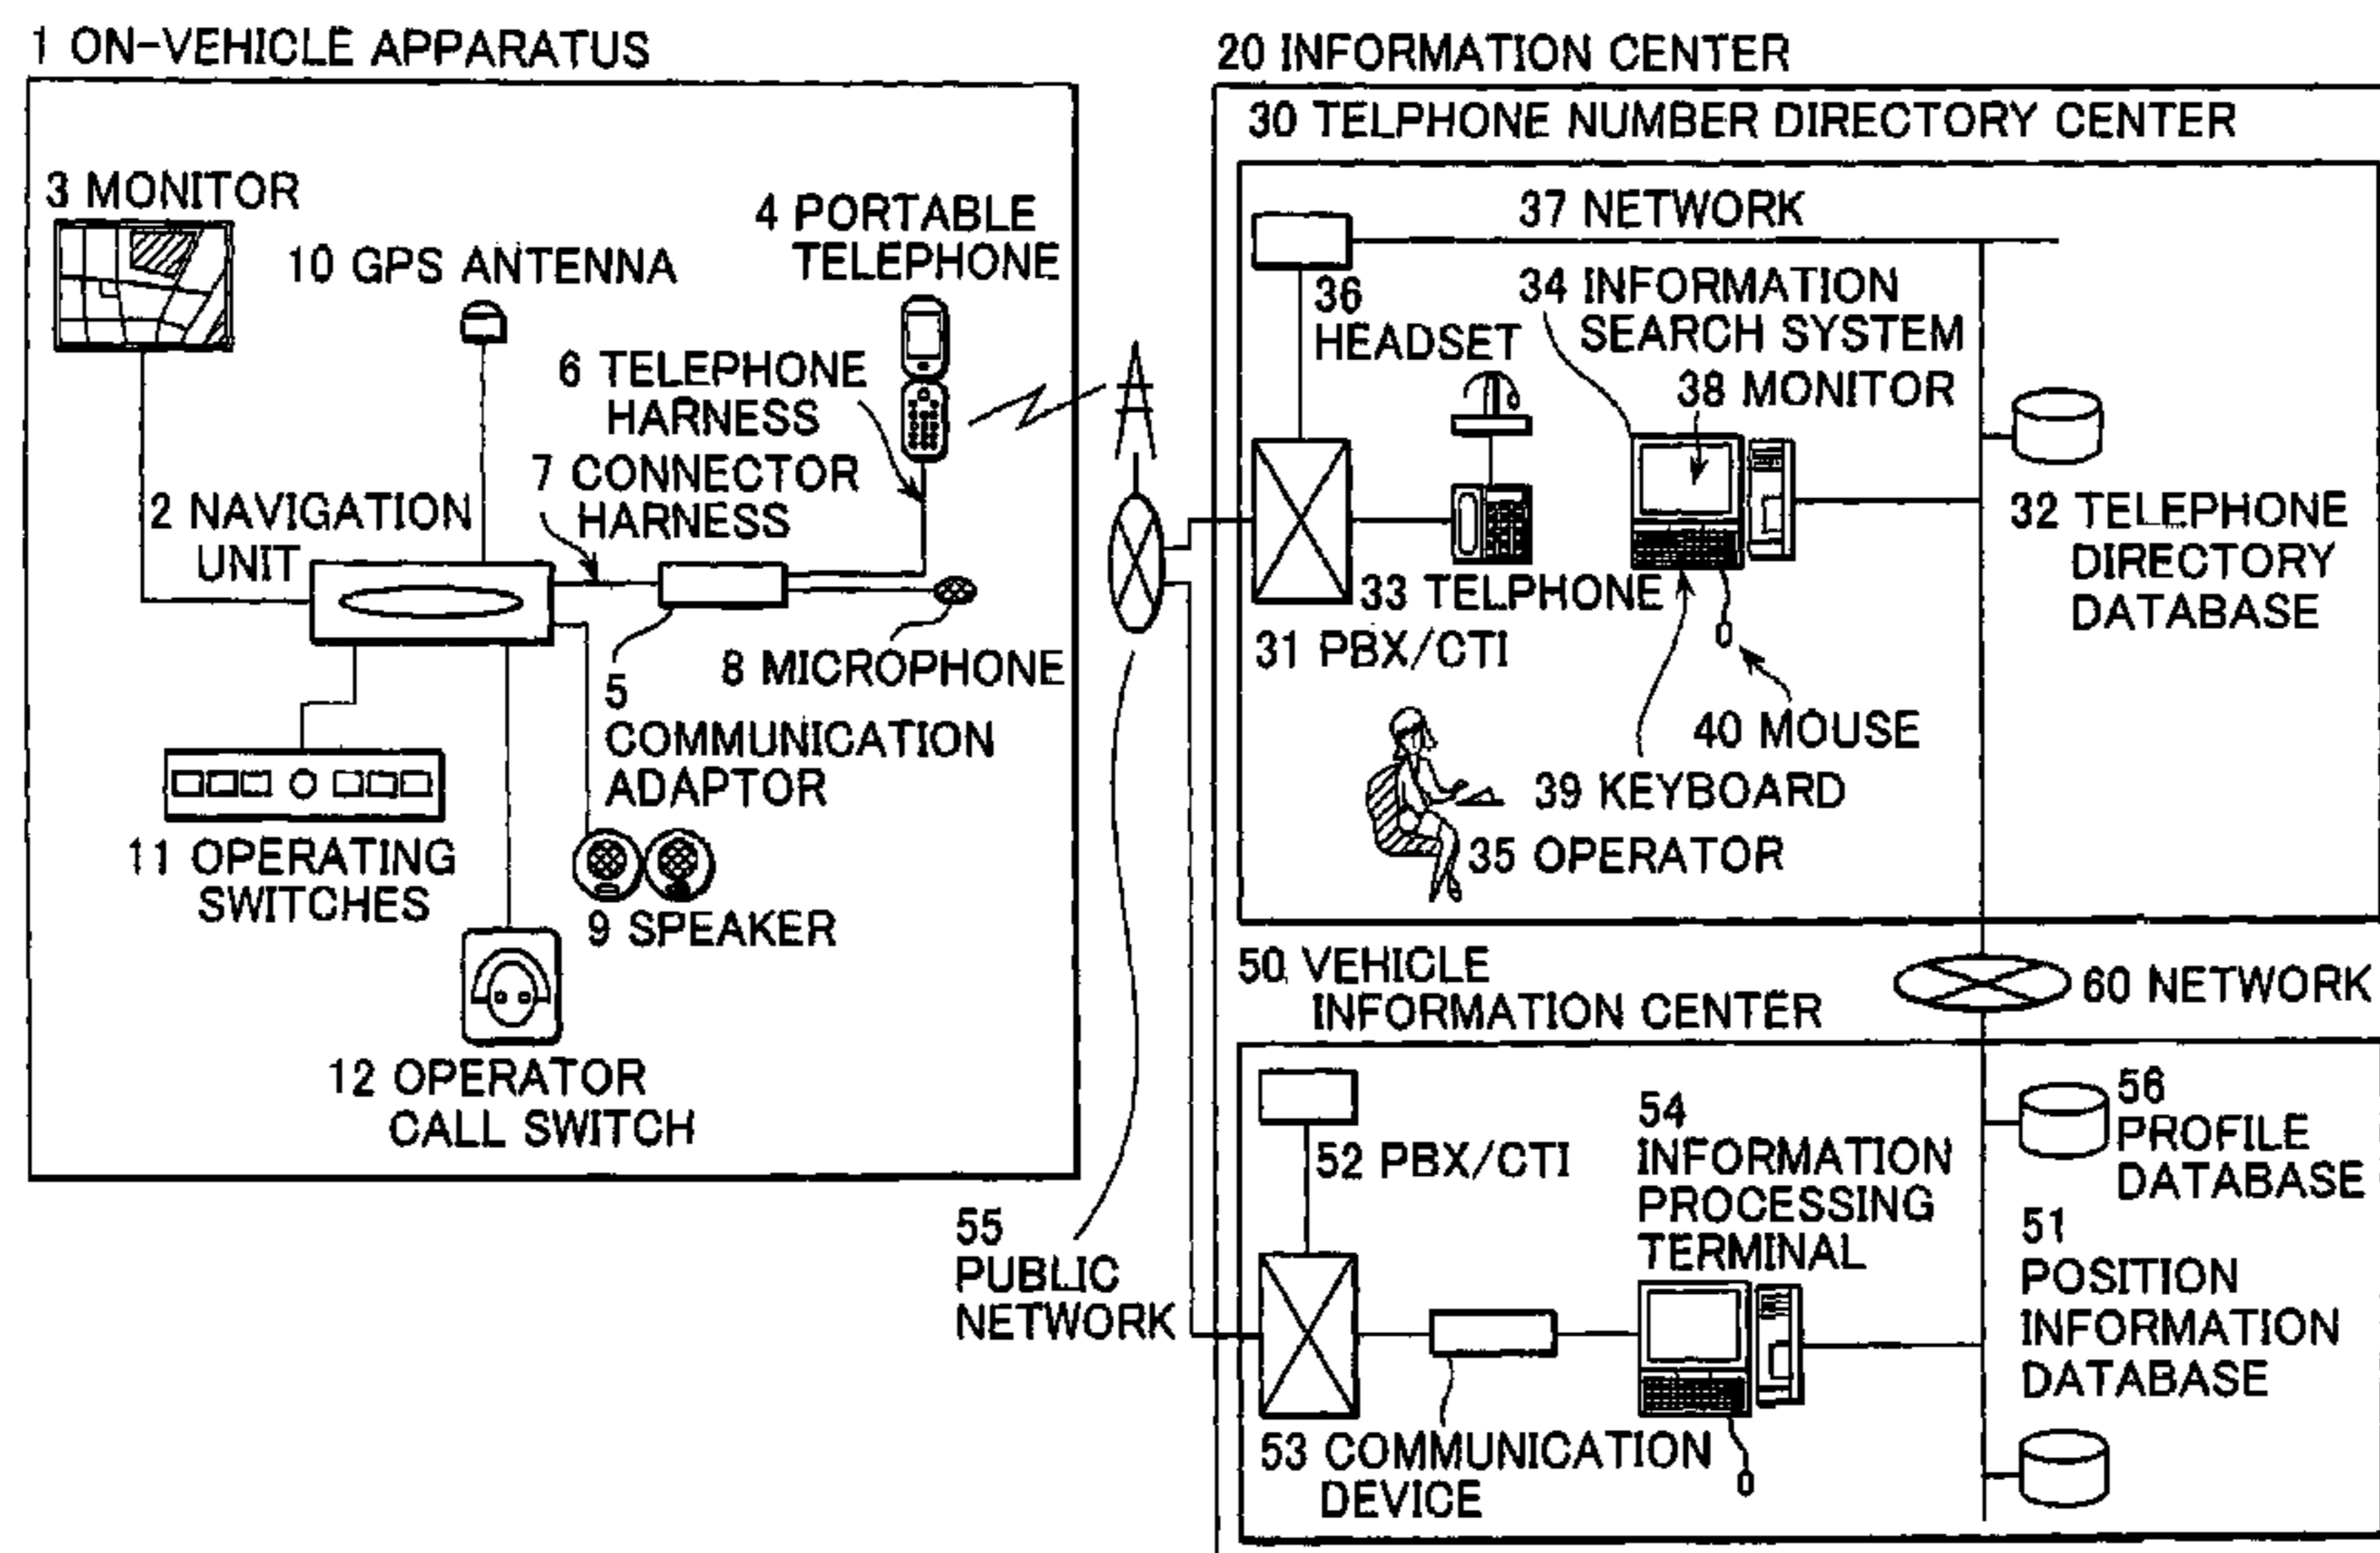 1 ON-VEHICLE APPARATUS
3 MONITOR
10 GPS ANTENNA
4 PORTABLE
TELEPHONE
6 TELEPHONE
HARNESS
7 CONNECTOR
HARNESS
2 NAVIGATION
UNIT
8 MICROPHONE
5
COMMUNICATION
ADAPTOR
11 OPERATING
SWITCHES
9 SPEAKER
12 OPERATOR
CALL SWITCH
55
PUBLIC
NETWORK
20 INFORMATION CENTER
30 TELPHONE NUMBER DIRECTORY CENTER
37 NETWORK
36
HEADSET
34 INFORMATION
SEARCH SYSTEM
38 MONITOR
32 TELEPHONE
DIRECTORY
DATABASE
33 TELPHONE
31 PBX/CTI
40 MOUSE
39 KEYBOARD
35 OPERATOR
50 VEHICLE
INFORMATION CENTER
60 NETWORK
52 PBX/CTI
54
INFORMATION
PROCESSING
TERMINAL
56
PROFILE
DATABASE
51
POSITION
INFORMATION
DATABASE
53 COMMUNICATION
DEVICE